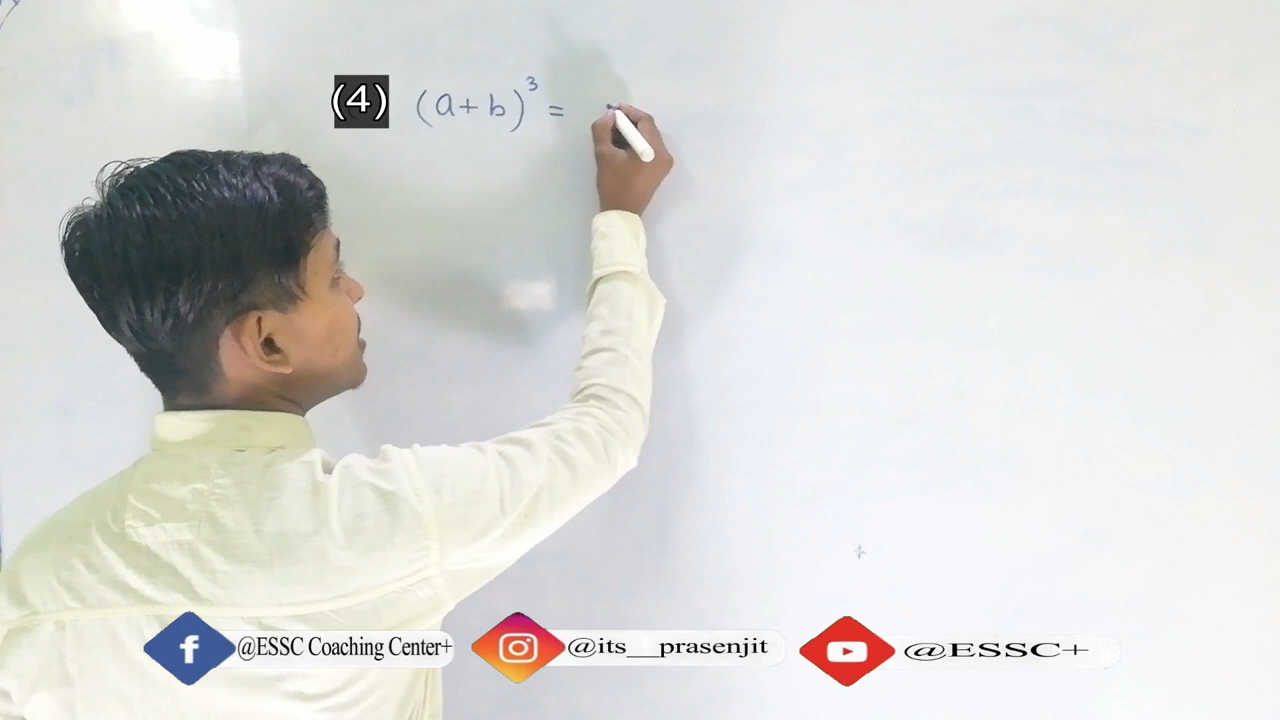 (4) (a+b)³ =
@ESSC Coaching Center+ @its__prasenjit @ESSC+